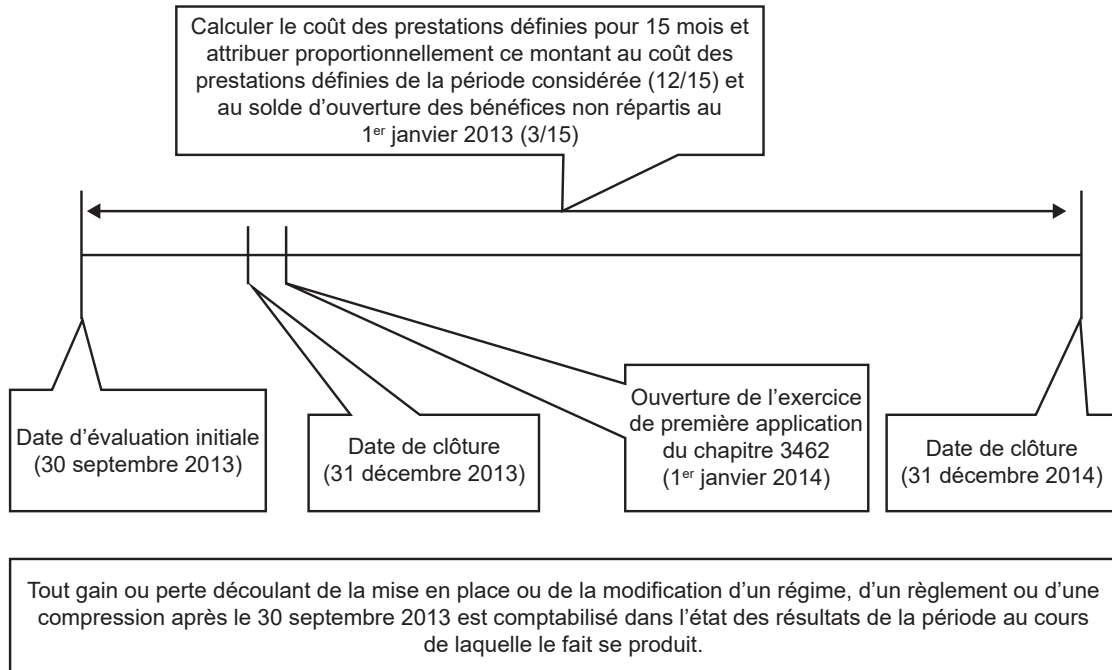 Calculer le coût des prestations définies pour 15 mois et
attribuer proportionnellement ce montant au coût des
prestations définies de la période considérée (12/15) et
au solde d’ouverture des bénéfices non répartis au
1er janvier 2013 (3/15)
Date d’évaluation initiale
(30 septembre 2013)
Date de clôture
(31 décembre 2013)
Ouverture de l’exercice
de première application
du chapitre 3462
(1er janvier 2014)
Date de clôture
(31 décembre 2014)
Tout gain ou perte découlant de la mise en place ou de la modification d’un régime, d’un règlement ou d’une
compression après le 30 septembre 2013 est comptabilisé dans l’état des résultats de la période au cours
de laquelle le fait se produit.